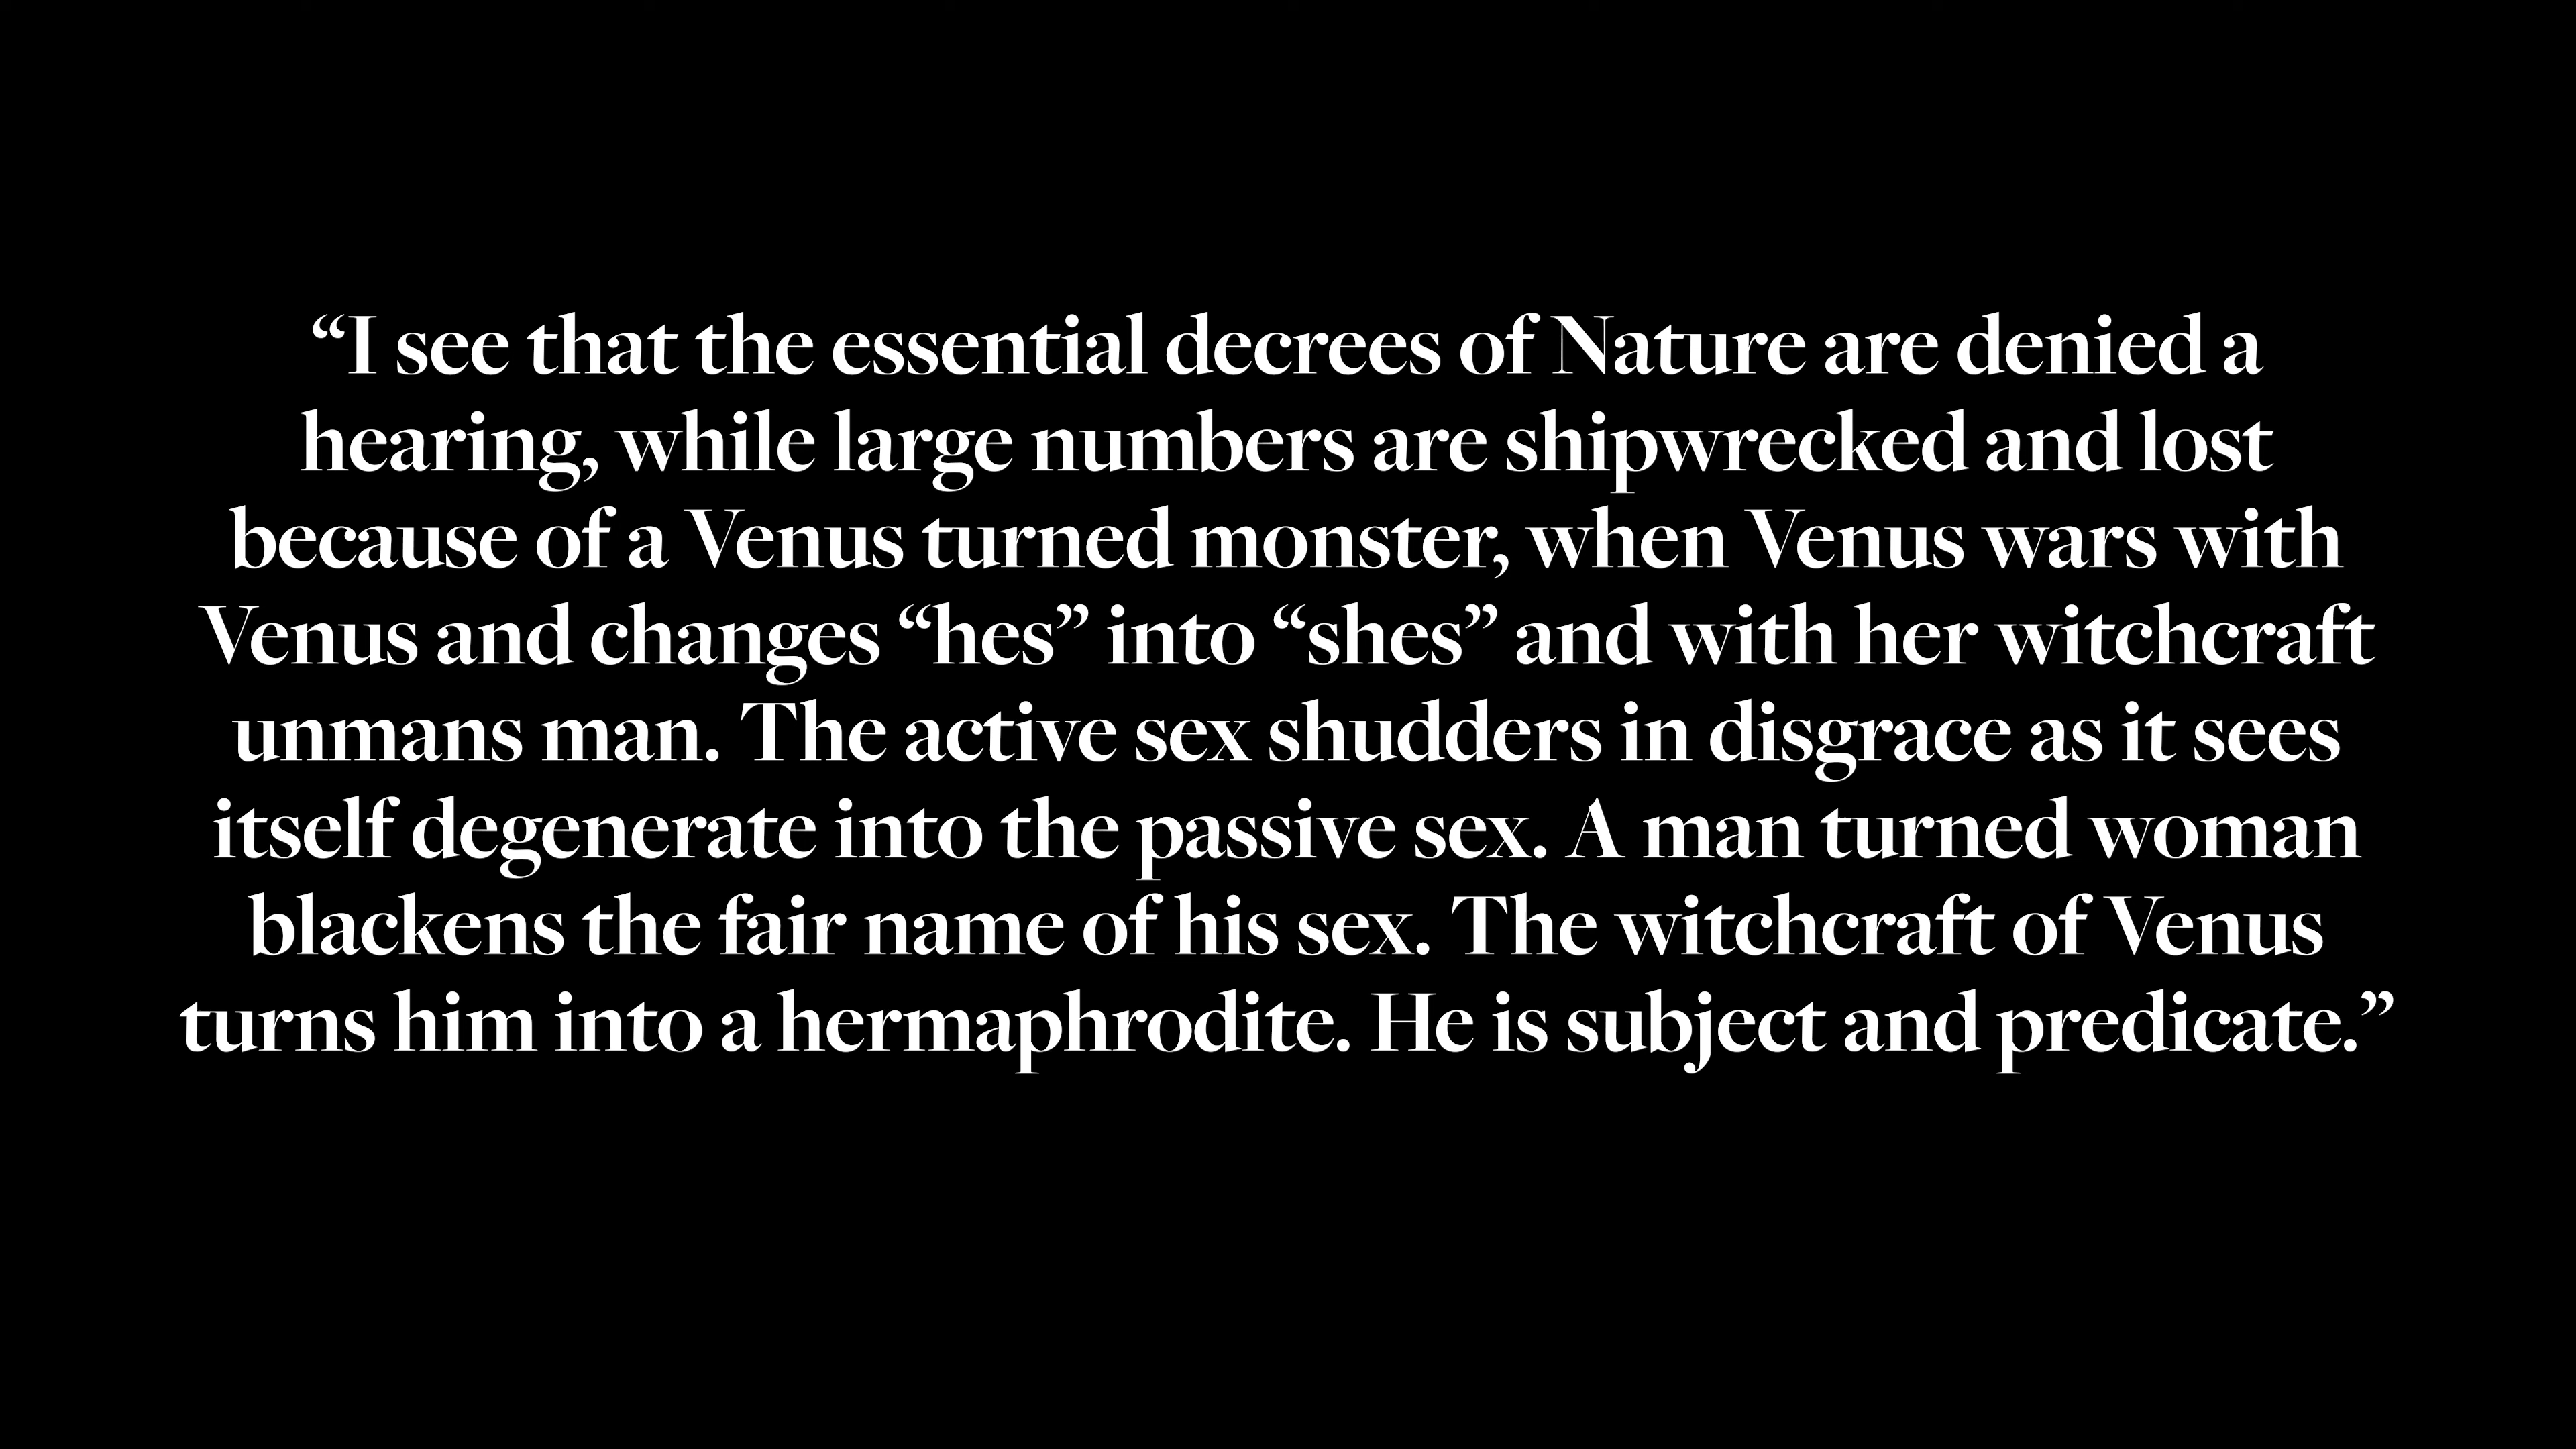 “I see that the essential decrees of Nature are denied a
hearing, while large numbers are shipwrecked and lost
because of a Venus turned monster, when Venus wars with
Venus and changes “hes” into “shes” and with her witchcraft
unmans man. The active sex shudders in disgrace as it sees
itself degenerate into the passive sex. A man turned woman
blackens the fair name of his sex. The witchcraft of Venus
turns him into a hermaphrodite. He is subject and predicate.”